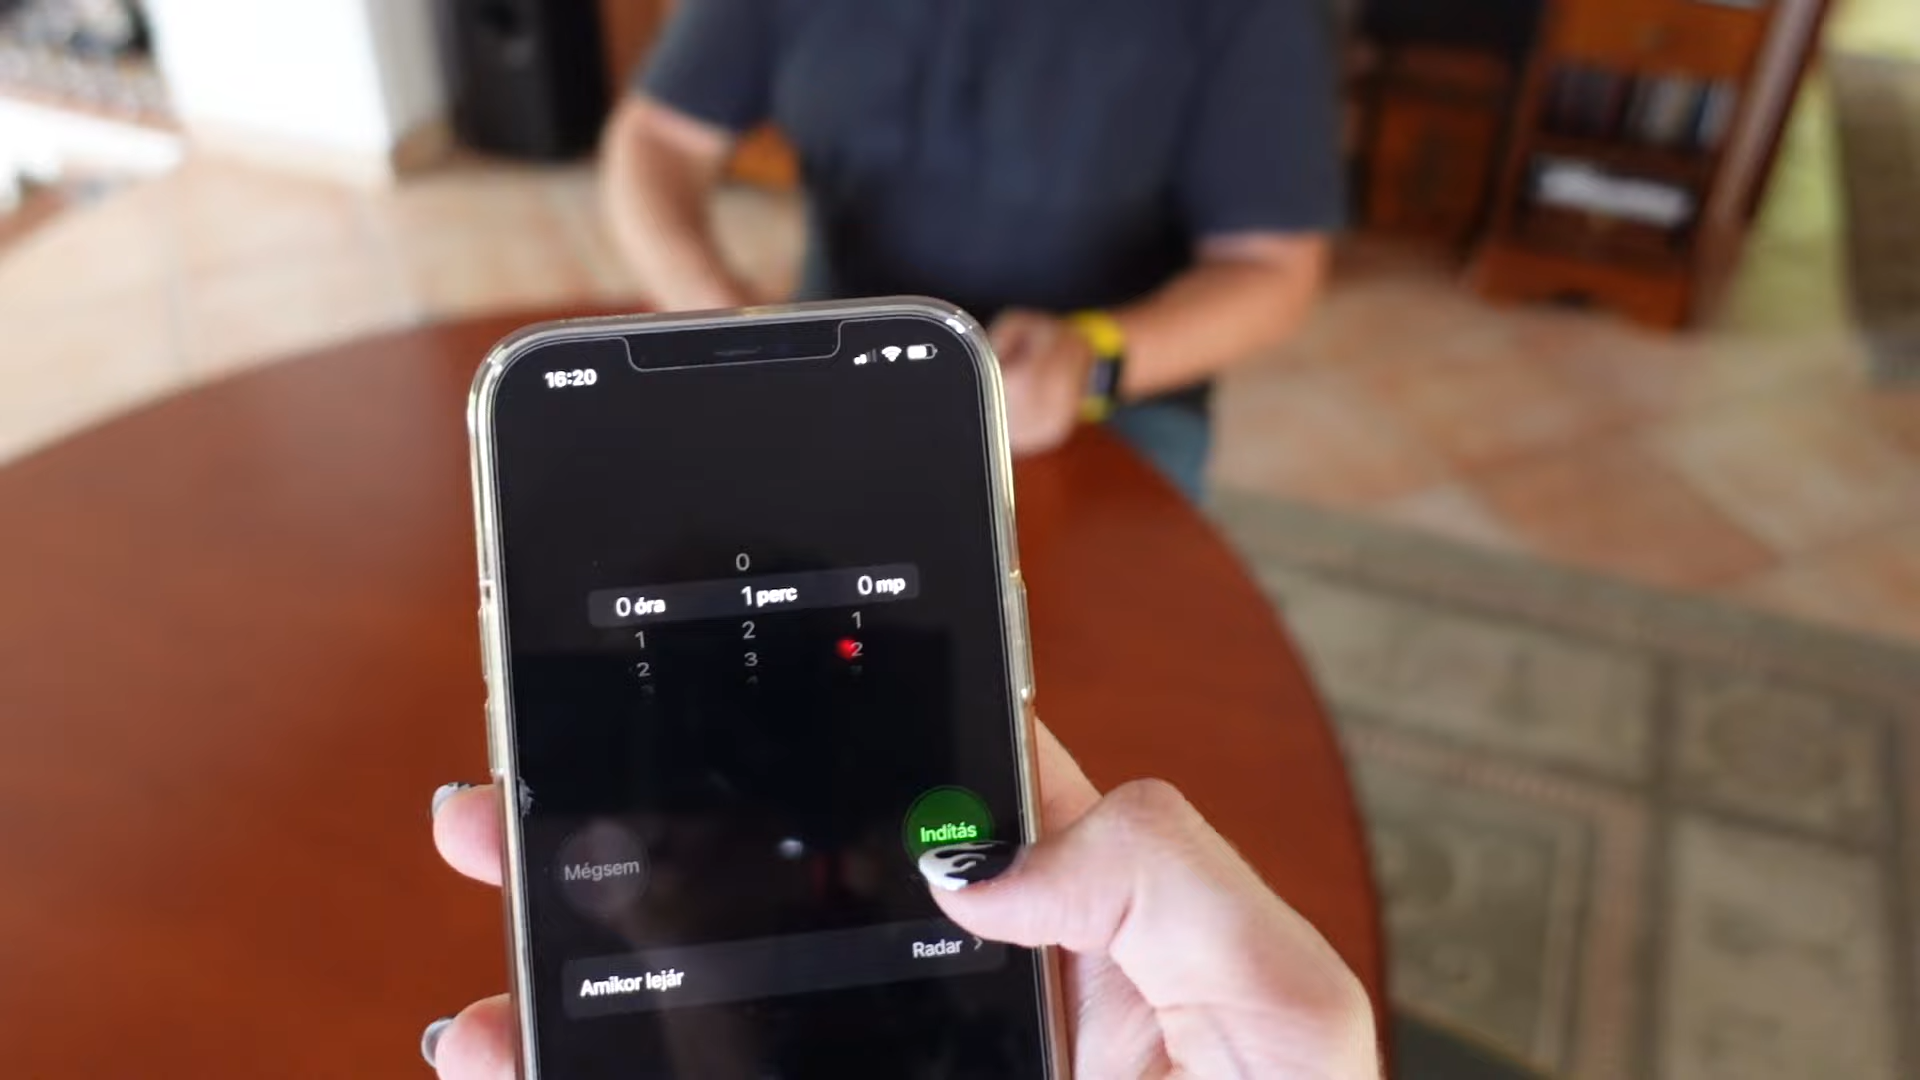 16:20
0
0 óra 1 perc 0 mp
1 2 1
2 3 2
Indítás
Mégsem
Radar >
Amikor lejár